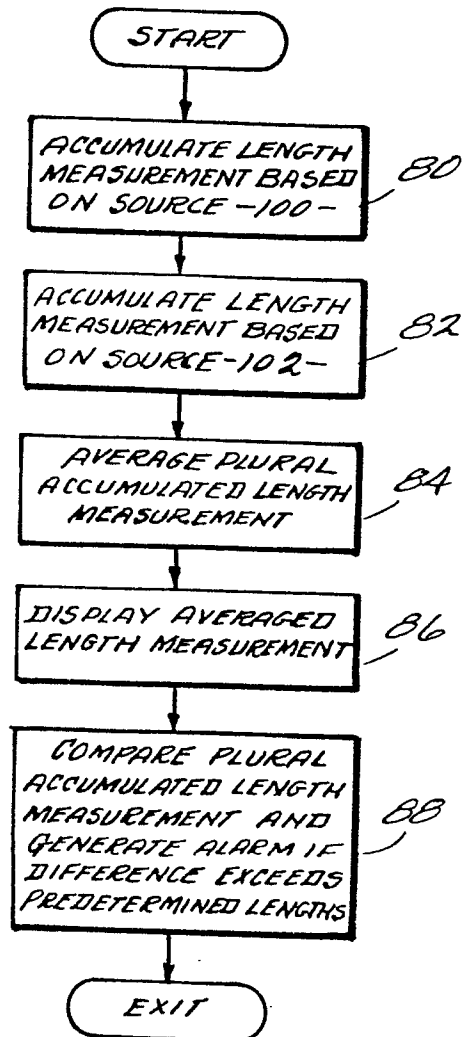 START
ACCUMULATE LENGTH
MEASUREMENT BASED
ON SOURCE -100-
80
ACCUMULATE LENGTH
MEASUREMENT BASED
ON SOURCE-102-
82
AVERAGE PLURAL
ACCUMULATED LENGTH
MEASUREMENT
84
DISPLAY AVERAGED
LENGTH MEASUREMENT
86
COMPARE PLURAL
ACCUMULATED LENGTH
MEASUREMENT AND
GENERATE ALARM IF
DIFFERENCE EXCEEDS
PREDETERMINED LENGTHS
88
EXIT